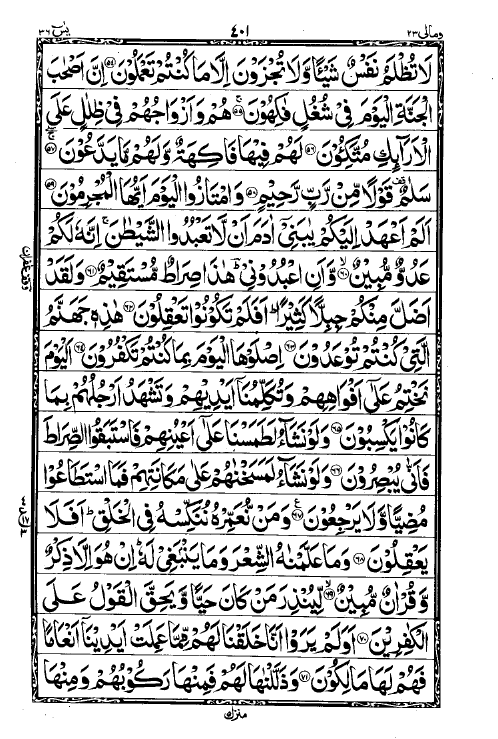 ومالی ۲۳
۴۰۱
یٰسٓ ۳۶
لَا تُظْلَمُ نَفْسٌ شَيْئًا وَّلَا تُجْزَوْنَ اِلَّا مَا كُنْتُمْ تَعْمَلُوْنَ ۵۴ اِنَّ اَصْحٰبَ
الْجَنَّةِ الْيَوْمَ فِيْ شُغُلٍ فٰكِهُوْنَ ۵۵ هُمْ وَاَزْوَاجُهُمْ فِيْ ظِلٰلٍ عَلَى
الْاَرَآئِكِ مُتَّكِـُٔوْنَ ۵۶ لَهُمْ فِيْهَا فَاكِهَةٌ وَّلَهُمْ مَّا يَدَّعُوْنَ ۵۷
سَلٰمٌ قَوْلًا مِّنْ رَّبٍّ رَّحِيْمٍ ۵۸ وَامْتَازُوا الْيَوْمَ اَيُّهَا الْمُجْرِمُوْنَ ۵۹
اَلَمْ اَعْهَدْ اِلَيْكُمْ يٰبَنِيْٓ اٰدَمَ اَنْ لَّا تَعْبُدُوا الشَّيْطٰنَ اِنَّهٗ لَكُمْ
عَدُوٌّ مُّبِيْنٌ ۶۰ وَّاَنِ اعْبُدُوْنِيْ هٰذَا صِرَاطٌ مُّسْتَقِيْمٌ ۶۱ وَلَقَدْ
اَضَلَّ مِنْكُمْ جِبِلًّا كَثِيْرًا اَفَلَمْ تَكُوْنُوْا تَعْقِلُوْنَ ۶۲ هٰذِهٖ جَهَنَّمُ
الَّتِيْ كُنْتُمْ تُوْعَدُوْنَ ۶۳ اِصْلَوْهَا الْيَوْمَ بِمَا كُنْتُمْ تَكْفُرُوْنَ ۶۴ اَلْيَوْمَ
نَخْتِمُ عَلٰٓى اَفْوَاهِهِمْ وَتُكَلِّمُنَآ اَيْدِيْهِمْ وَتَشْهَدُ اَرْجُلُهُمْ بِمَا
كَانُوْا يَكْسِبُوْنَ ۶۵ وَلَوْ نَشَآءُ لَطَمَسْنَا عَلٰٓى اَعْيُنِهِمْ فَاسْتَبَقُوا الصِّرَاطَ
فَاَنّٰى يُبْصِرُوْنَ ۶۶ وَلَوْ نَشَآءُ لَمَسَخْنٰهُمْ عَلٰى مَكَانَتِهِمْ فَمَا اسْتَطَاعُوْا
مُضِيًّا وَّلَا يَرْجِعُوْنَ ۶۷ وَمَنْ نُّعَمِّرْهُ نُنَكِّسْهُ فِي الْخَلْقِ اَفَلَا
يَعْقِلُوْنَ ۶۸ وَمَا عَلَّمْنٰهُ الشِّعْرَ وَمَا يَنْۢبَغِيْ لَهٗ اِنْ هُوَ اِلَّا ذِكْرٌ
وَّقُرْاٰنٌ مُّبِيْنٌ ۶۹ لِّيُنْذِرَ مَنْ كَانَ حَيًّا وَّيَحِقَّ الْقَوْلُ عَلَى
الْكٰفِرِيْنَ ۷۰ اَوَلَمْ يَرَوْا اَنَّا خَلَقْنَا لَهُمْ مِّمَّا عَمِلَتْ اَيْدِيْنَآ اَنْعَامًا
فَهُمْ لَهَا مَالِكُوْنَ ۷۱ وَذَلَّلْنٰهَا لَهُمْ فَمِنْهَا رَكُوْبُهُمْ وَمِنْهَا